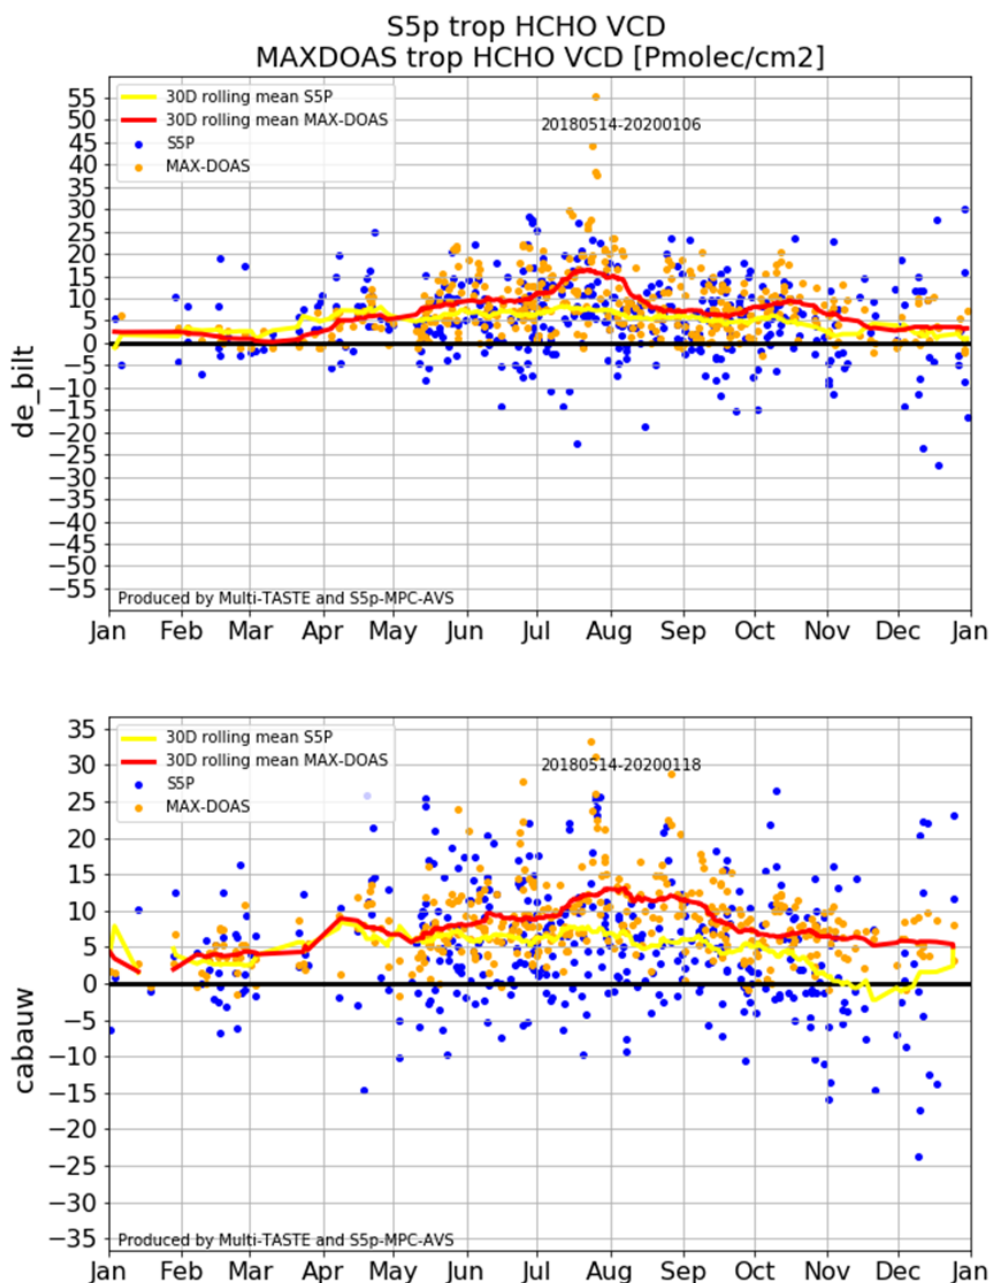 S5p trop HCHO VCD
MAXDOAS trop HCHO VCD [Pmolec/cm2]
30D rolling mean S5P
30D rolling mean MAX-DOAS
S5P
MAX-DOAS
20180514-20200106
55
50
45
40
35
30
25
20
15
10
5
0
−5
−10
−15
−20
−25
−30
−35
−40
−45
−50
−55
de_bilt
Produced by Multi-TASTE and S5p-MPC-AVS
Jan Feb Mar Apr May Jun Jul Aug Sep Oct Nov Dec Jan
30D rolling mean S5P
30D rolling mean MAX-DOAS
S5P
MAX-DOAS
20180514-20200118
35
30
25
20
15
10
5
0
−5
−10
−15
−20
−25
−30
−35
cabauw
Produced by Multi-TASTE and S5p-MPC-AVS
Jan Feb Mar Apr May Jun Jul Aug Sep Oct Nov Dec Jan